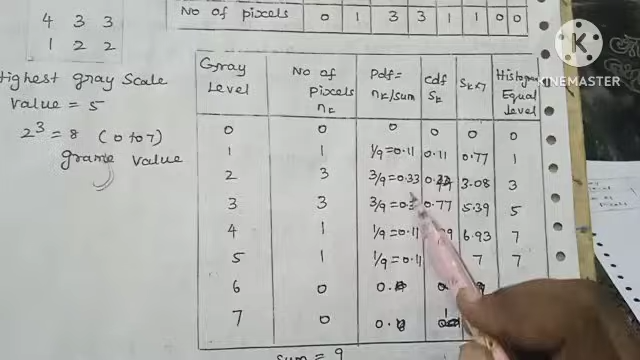 No of pixels 0 1 3 3 1 1 0 0
4 3 3
1 2 2
Highest gray scale
value = 5
2³ = 8 (0 to 7)
grame value
KINEMASTER
Gray Level No of pixels nk Pdf= nk/sum cdf Sk Sk×7 Histogram Equal level
0 0 0 0 0 0
1 1 1/9=0.11 0.11 0.77 1
2 3 3/9=0.33 3.08 3
3 3 3/9=0.3 0.77 5.39 5
4 1 1/9=0.11 6.93 7
5 1 1/9=0.11 7 7
6 0
7 0
sum = 9